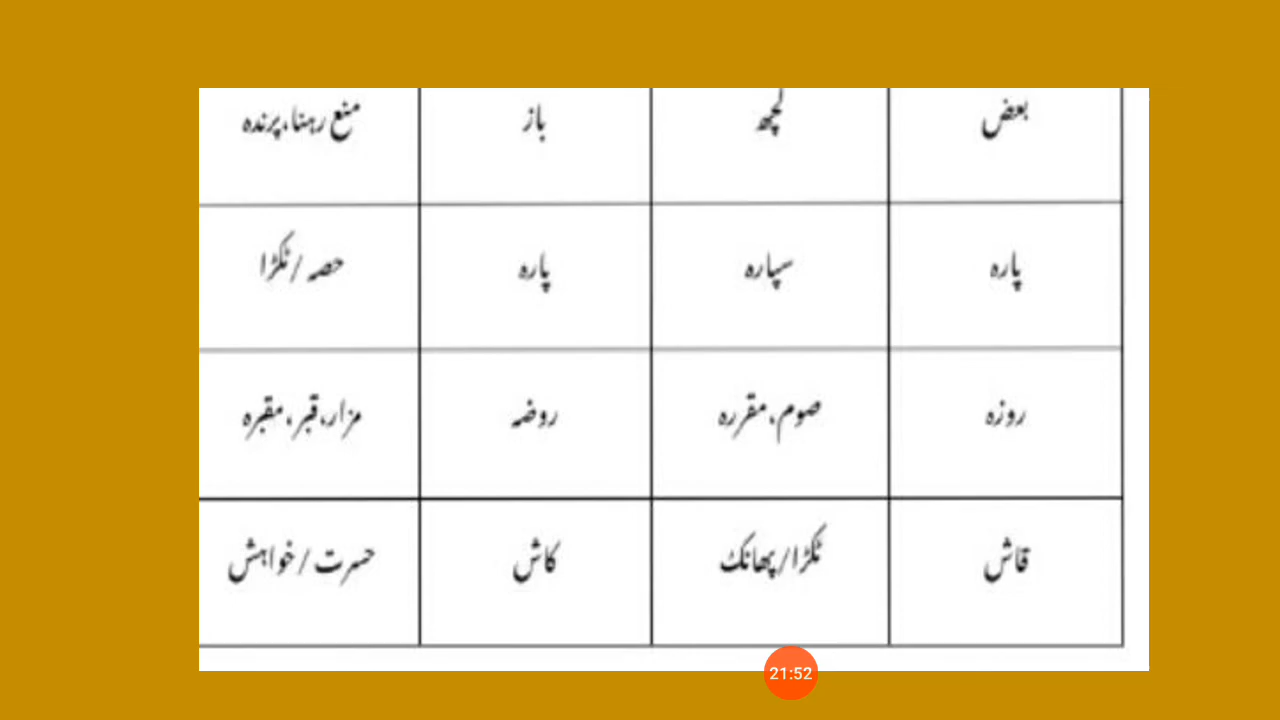 بعض کچھ باز منع رہنا،پرندہ
پارہ سپارہ پارہ حصہ/ٹکڑا
روزہ صوم،مقررہ روضہ مزار،قبر،مقبرہ
قاش ٹکڑا/پھانک کاش حسرت/خواہش
21:52